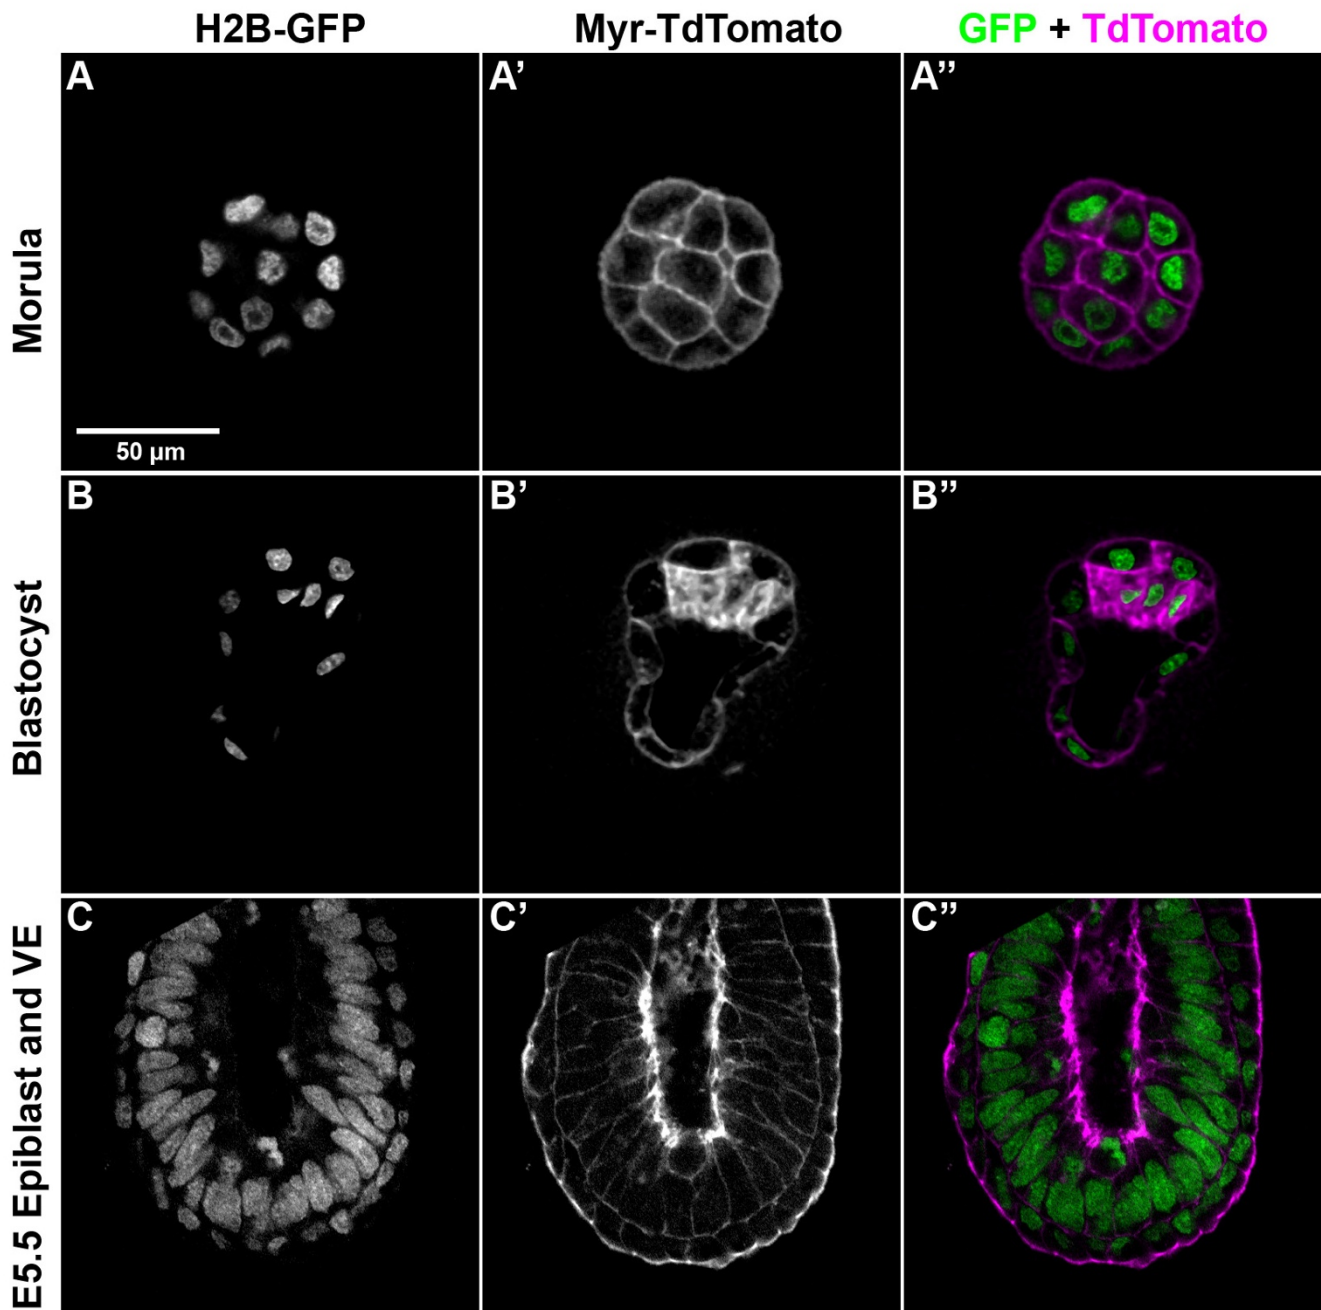 H2B-GFP Myr-TdTomato GFP + TdTomato
Morula
A A’ A”
50 µm
Blastocyst
B B’ B”
E5.5 Epiblast and VE
C C’ C”